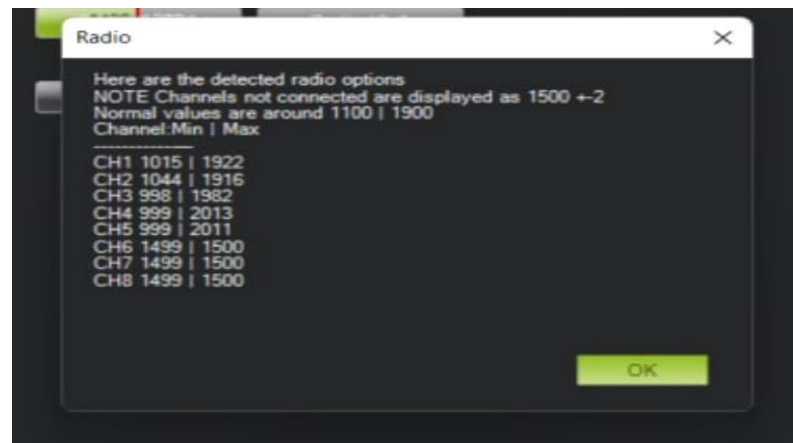 Radio
Here are the detected radio options
NOTE Channels not connected are displayed as 1500 +-2
Normal values are around 1100 | 1900
Channel:Min | Max
--------------------
CH1 1015 | 1922
CH2 1044 | 1916
CH3 998 | 1982
CH4 999 | 2013
CH5 999 | 2011
CH6 1499 | 1500
CH7 1499 | 1500
CH8 1499 | 1500
OK